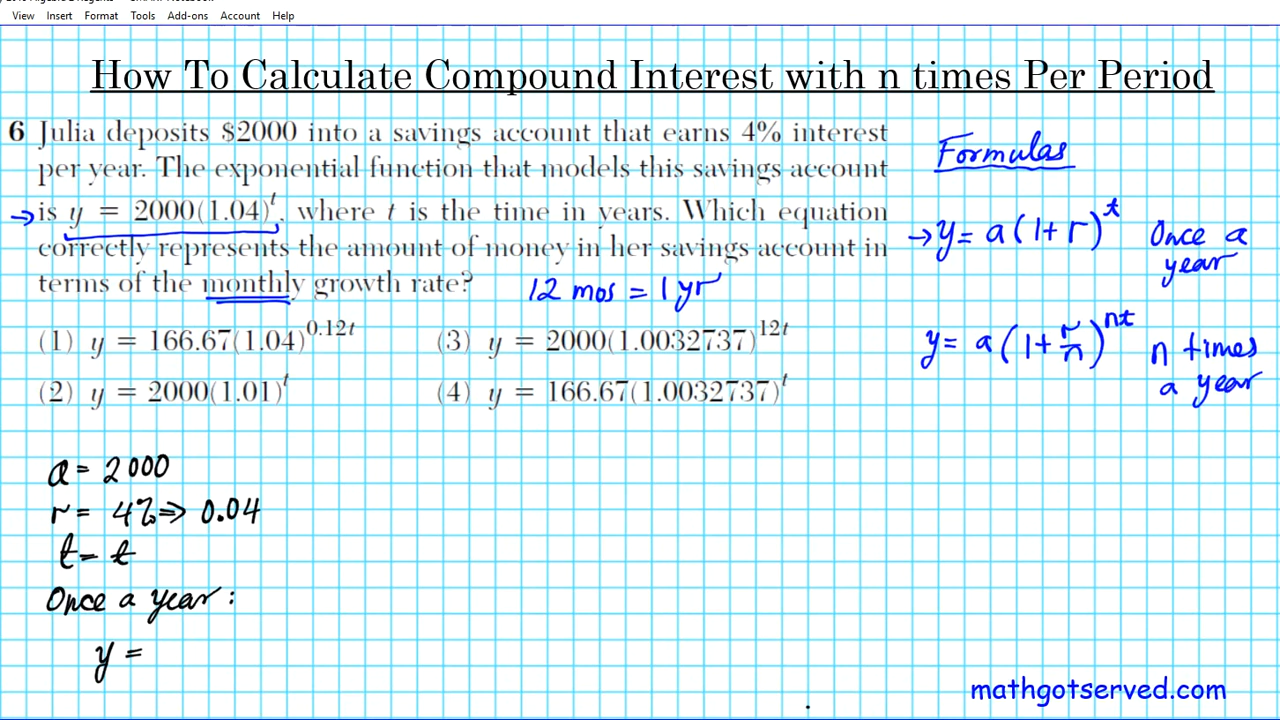 View Insert Format Tools Add-ons Account Help
How To Calculate Compound Interest with n times Per Period
6 Julia deposits $2000 into a savings account that earns 4% interest
per year. The exponential function that models this savings account
→is y = 2000(1.04)^t, where t is the time in years. Which equation
correctly represents the amount of money in her savings account in
terms of the monthly growth rate?
12 mos = 1 yr
(1) y = 166.67(1.04)^0.12t
(3) y = 2000(1.0032737)^12t
(2) y = 2000(1.01)^t
(4) y = 166.67(1.0032737)^t
Formulas
→y = a(1+r)^t Once a
year
y = a(1+r/n)^nt n times
a year
a = 2000
r = 4% ⇒ 0.04
t = t
Once a year:
y =
mathgotserved.com